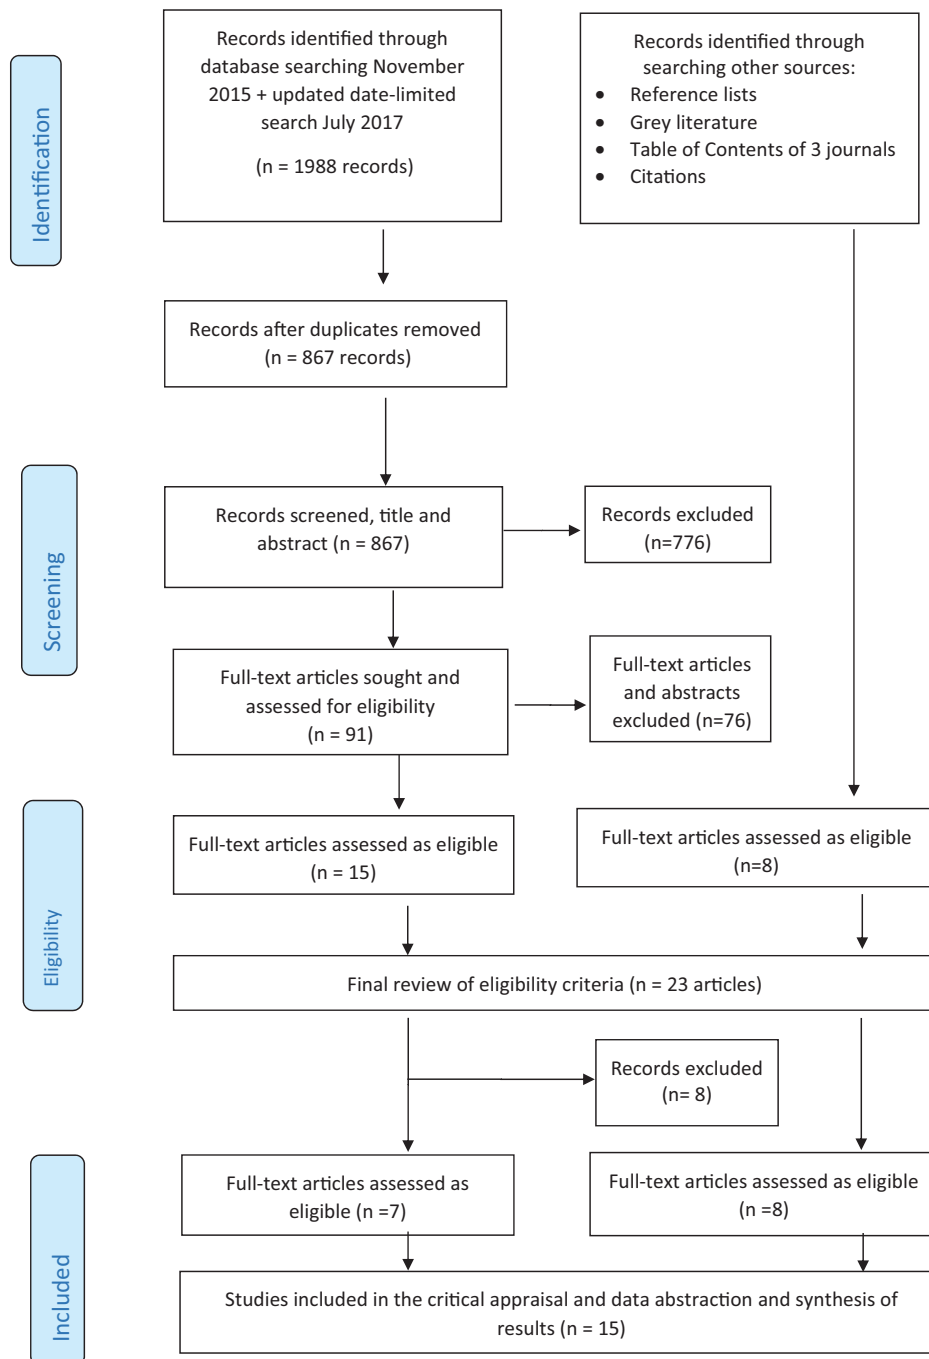 Identification
Records identified through
database searching November
2015 + updated date-limited
search July 2017
(n = 1988 records)
Records identified through
searching other sources:
• Reference lists
• Grey literature
• Table of Contents of 3 journals
• Citations
Records after duplicates removed
(n = 867 records)
Screening
Records screened, title and
abstract (n = 867)
Records excluded
(n=776)
Full-text articles sought and
assessed for eligibility
(n = 91)
Full-text articles
and abstracts
excluded (n=76)
Eligibility
Full-text articles assessed as eligible
(n = 15)
Full-text articles assessed as eligible
(n=8)
Final review of eligibility criteria (n = 23 articles)
Records excluded
(n= 8)
Included
Full-text articles assessed as
eligible (n =7)
Full-text articles assessed as eligible
(n =8)
Studies included in the critical appraisal and data abstraction and synthesis of
results (n = 15)